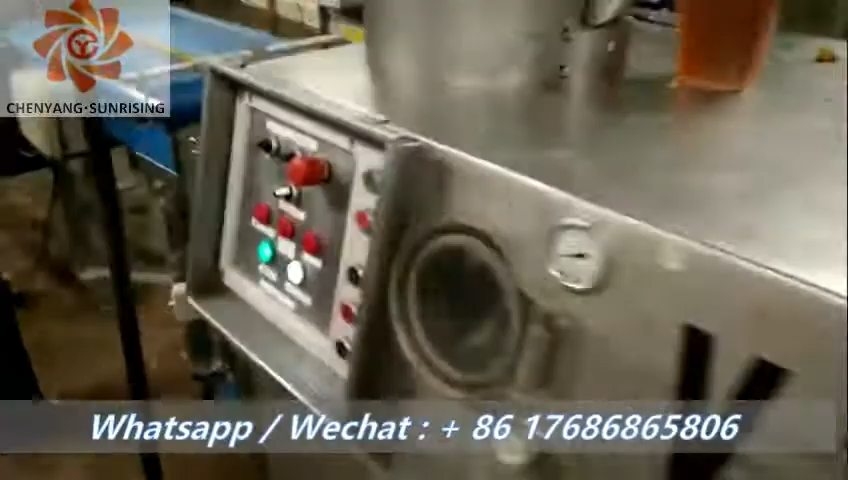 CHENYANG·SUNRISING
Whatsapp / Wechat : + 86 17686865806